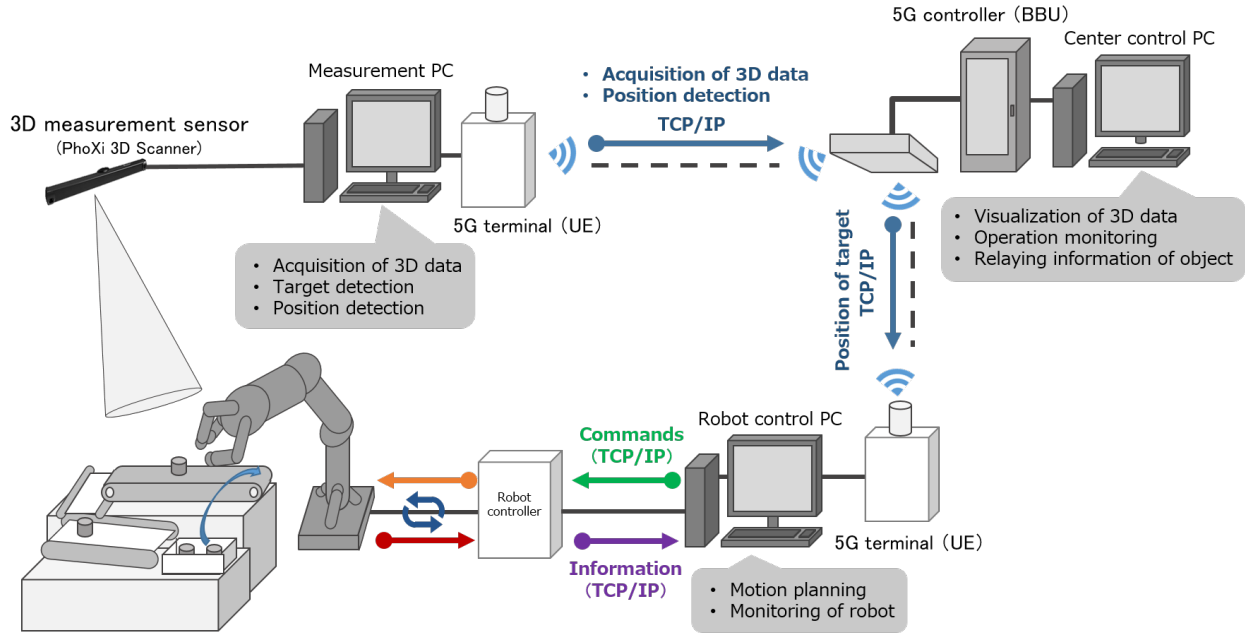 5G controller (BBU)
Center control PC
Measurement PC
• Acquisition of 3D data
• Position detection
TCP/IP
3D measurement sensor
(PhoXi 3D Scanner)
5G terminal (UE)
• Visualization of 3D data
• Operation monitoring
• Relaying information of object
• Acquisition of 3D data
• Target detection
• Position detection
Position of target
TCP/IP
Robot control PC
Commands
(TCP/IP)
Robot
controller
5G terminal (UE)
Information
(TCP/IP)
• Motion planning
• Monitoring of robot